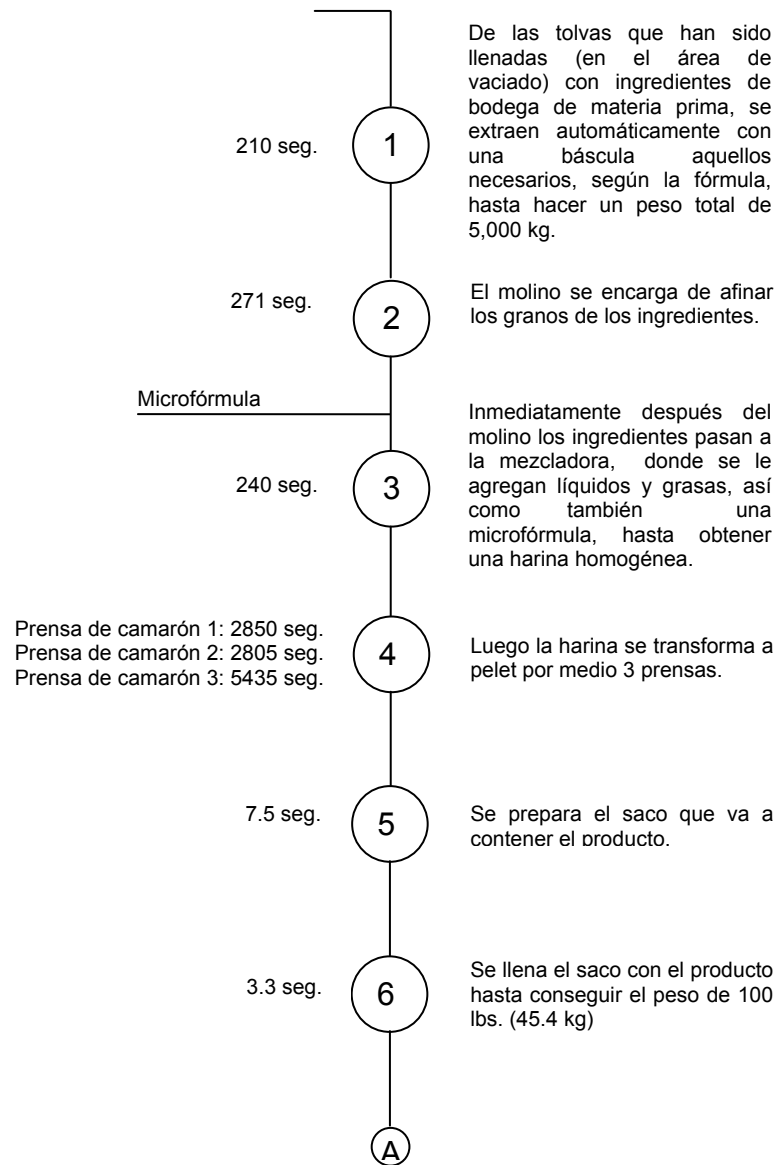 De las tolvas que han sido
llenadas (en el área de
vaciado) con ingredientes de
bodega de materia prima, se
extraen automáticamente con
una báscula aquellos
necesarios, según la fórmula,
hasta hacer un peso total de
5,000 kg.
210 seg.
1
271 seg.
2
El molino se encarga de afinar
los granos de los ingredientes.
Microfórmula
240 seg.
3
Inmediatamente después del
molino los ingredientes pasan a
la mezcladora, donde se le
agregan líquidos y grasas, así
como también una
microfórmula, hasta obtener
una harina homogénea.
Prensa de camarón 1: 2850 seg.
Prensa de camarón 2: 2805 seg.
Prensa de camarón 3: 5435 seg.
4
Luego la harina se transforma a
pelet por medio 3 prensas.
7.5 seg.
5
Se prepara el saco que va a
contener el producto.
3.3 seg.
6
Se llena el saco con el producto
hasta conseguir el peso de 100
lbs. (45.4 kg)
A